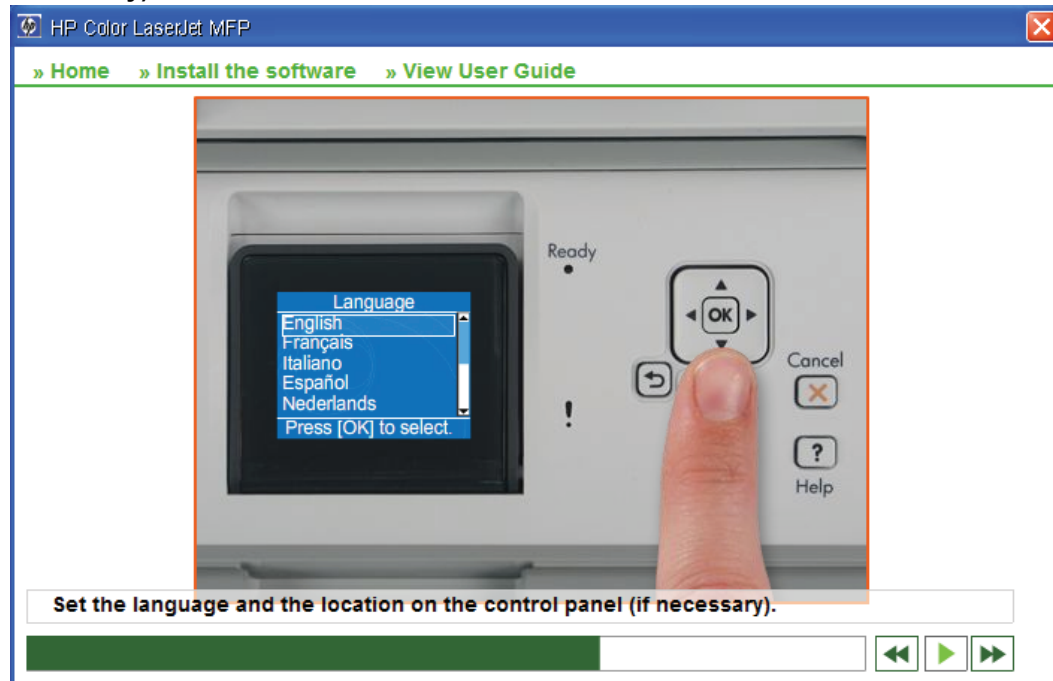 HP Color LaserJet MFP
» Home » Install the software » View User Guide
Ready
Language
English
Français
Italiano
Español
Nederlands
Press [OK] to select.
OK
Cancel
!
?
Help
Set the language and the location on the control panel (if necessary).